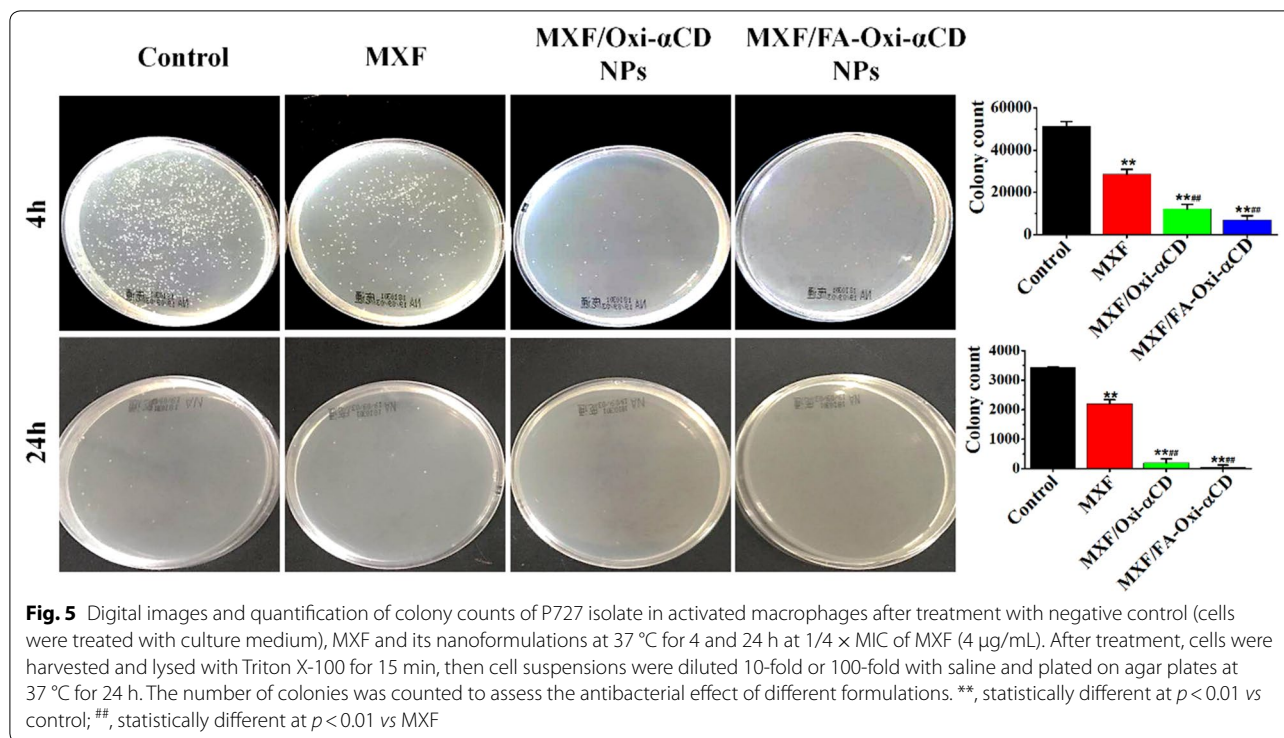 Control
MXF
MXF/Oxi-αCD
NPs
MXF/FA-Oxi-αCD
NPs
4h
24h
Colony count
60000
40000
20000
0
**
**##
**##
Control
MXF
MXF/Oxi-αCD
MXF/FA-Oxi-αCD
Colony count
4000
3000
2000
1000
0
**
**##
**##
Control
MXF
MXF/Oxi-αCD
MXF/FA-Oxi-αCD
Fig. 5 Digital images and quantification of colony counts of P727 isolate in activated macrophages after treatment with negative control (cells
were treated with culture medium), MXF and its nanoformulations at 37 °C for 4 and 24 h at 1/4 × MIC of MXF (4 μg/mL). After treatment, cells were
harvested and lysed with Triton X-100 for 15 min, then cell suspensions were diluted 10-fold or 100-fold with saline and plated on agar plates at
37 °C for 24 h. The number of colonies was counted to assess the antibacterial effect of different formulations. **, statistically different at p < 0.01 vs
control; ##, statistically different at p < 0.01 vs MXF